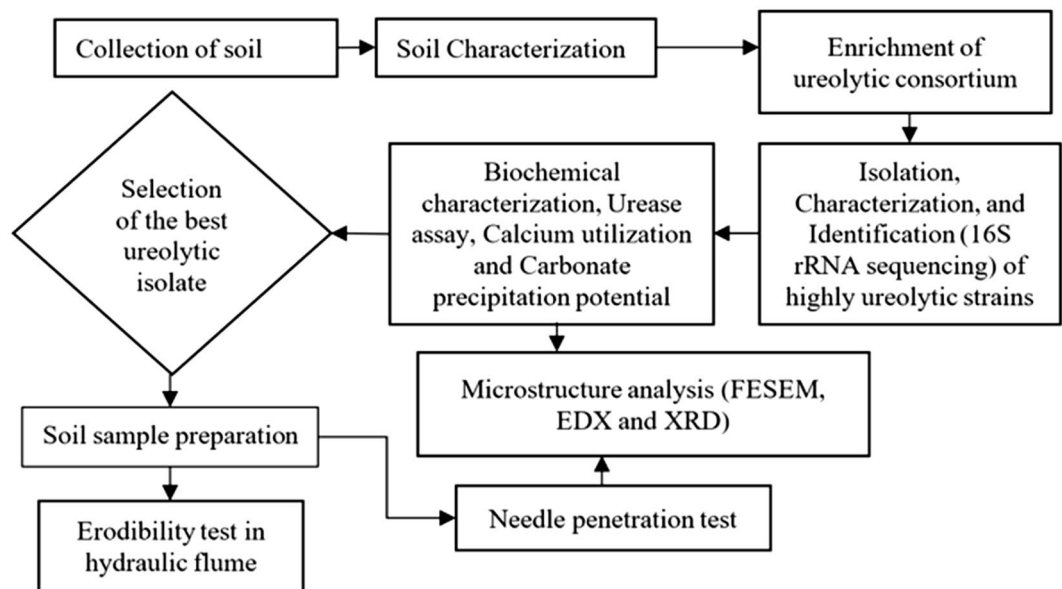 Collection of soil
Soil Characterization
Enrichment of
ureolytic consortium
Isolation,
Characterization, and
Identification (16S
rRNA sequencing) of
highly ureolytic strains
Biochemical
characterization, Urease
assay, Calcium utilization
and Carbonate
precipitation potential
Selection
of the best
ureolytic
isolate
Microstructure analysis (FESEM,
EDX and XRD)
Soil sample preparation
Needle penetration test
Erodibility test in
hydraulic flume